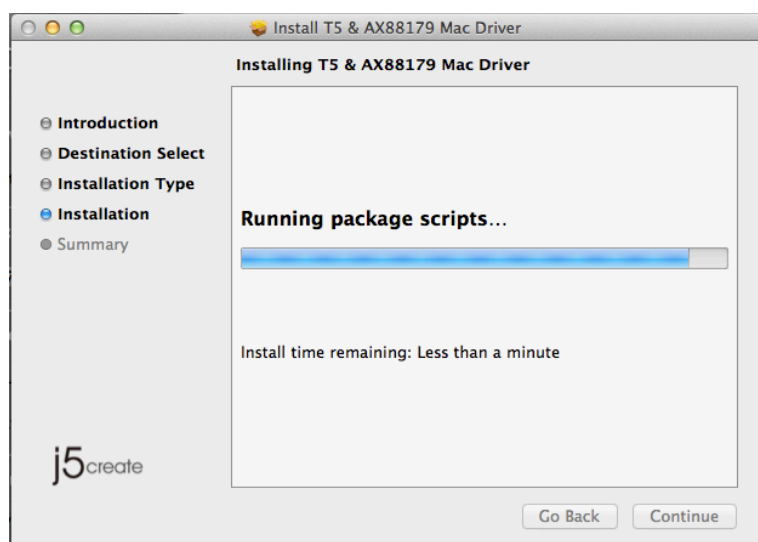 Install T5 & AX88179 Mac Driver
Installing T5 & AX88179 Mac Driver
Introduction
Destination Select
Installation Type
Installation
Summary
Running package scripts...
Install time remaining: Less than a minute
j5create
Go Back
Continue